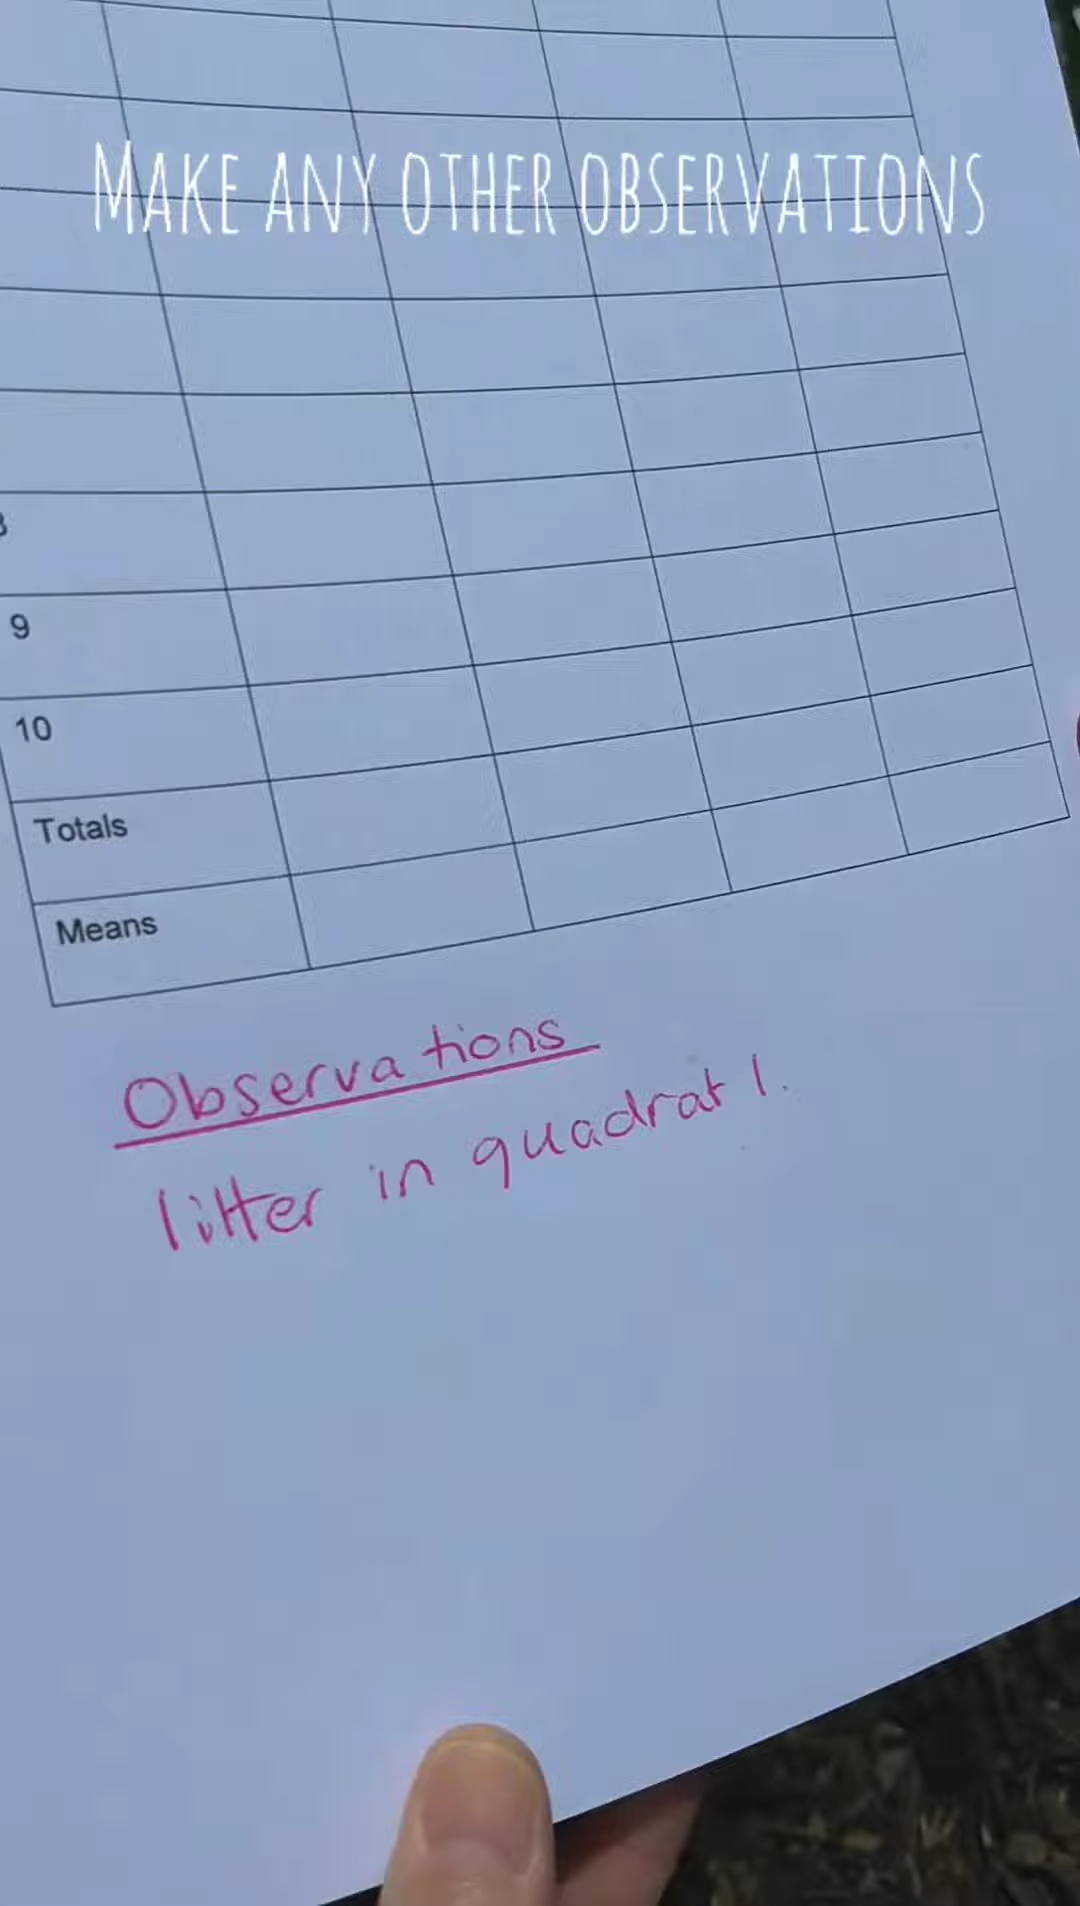 MAKE ANY OTHER OBSERVATIONS
9
10
Totals
Means
Observations
litter in quadrat 1.